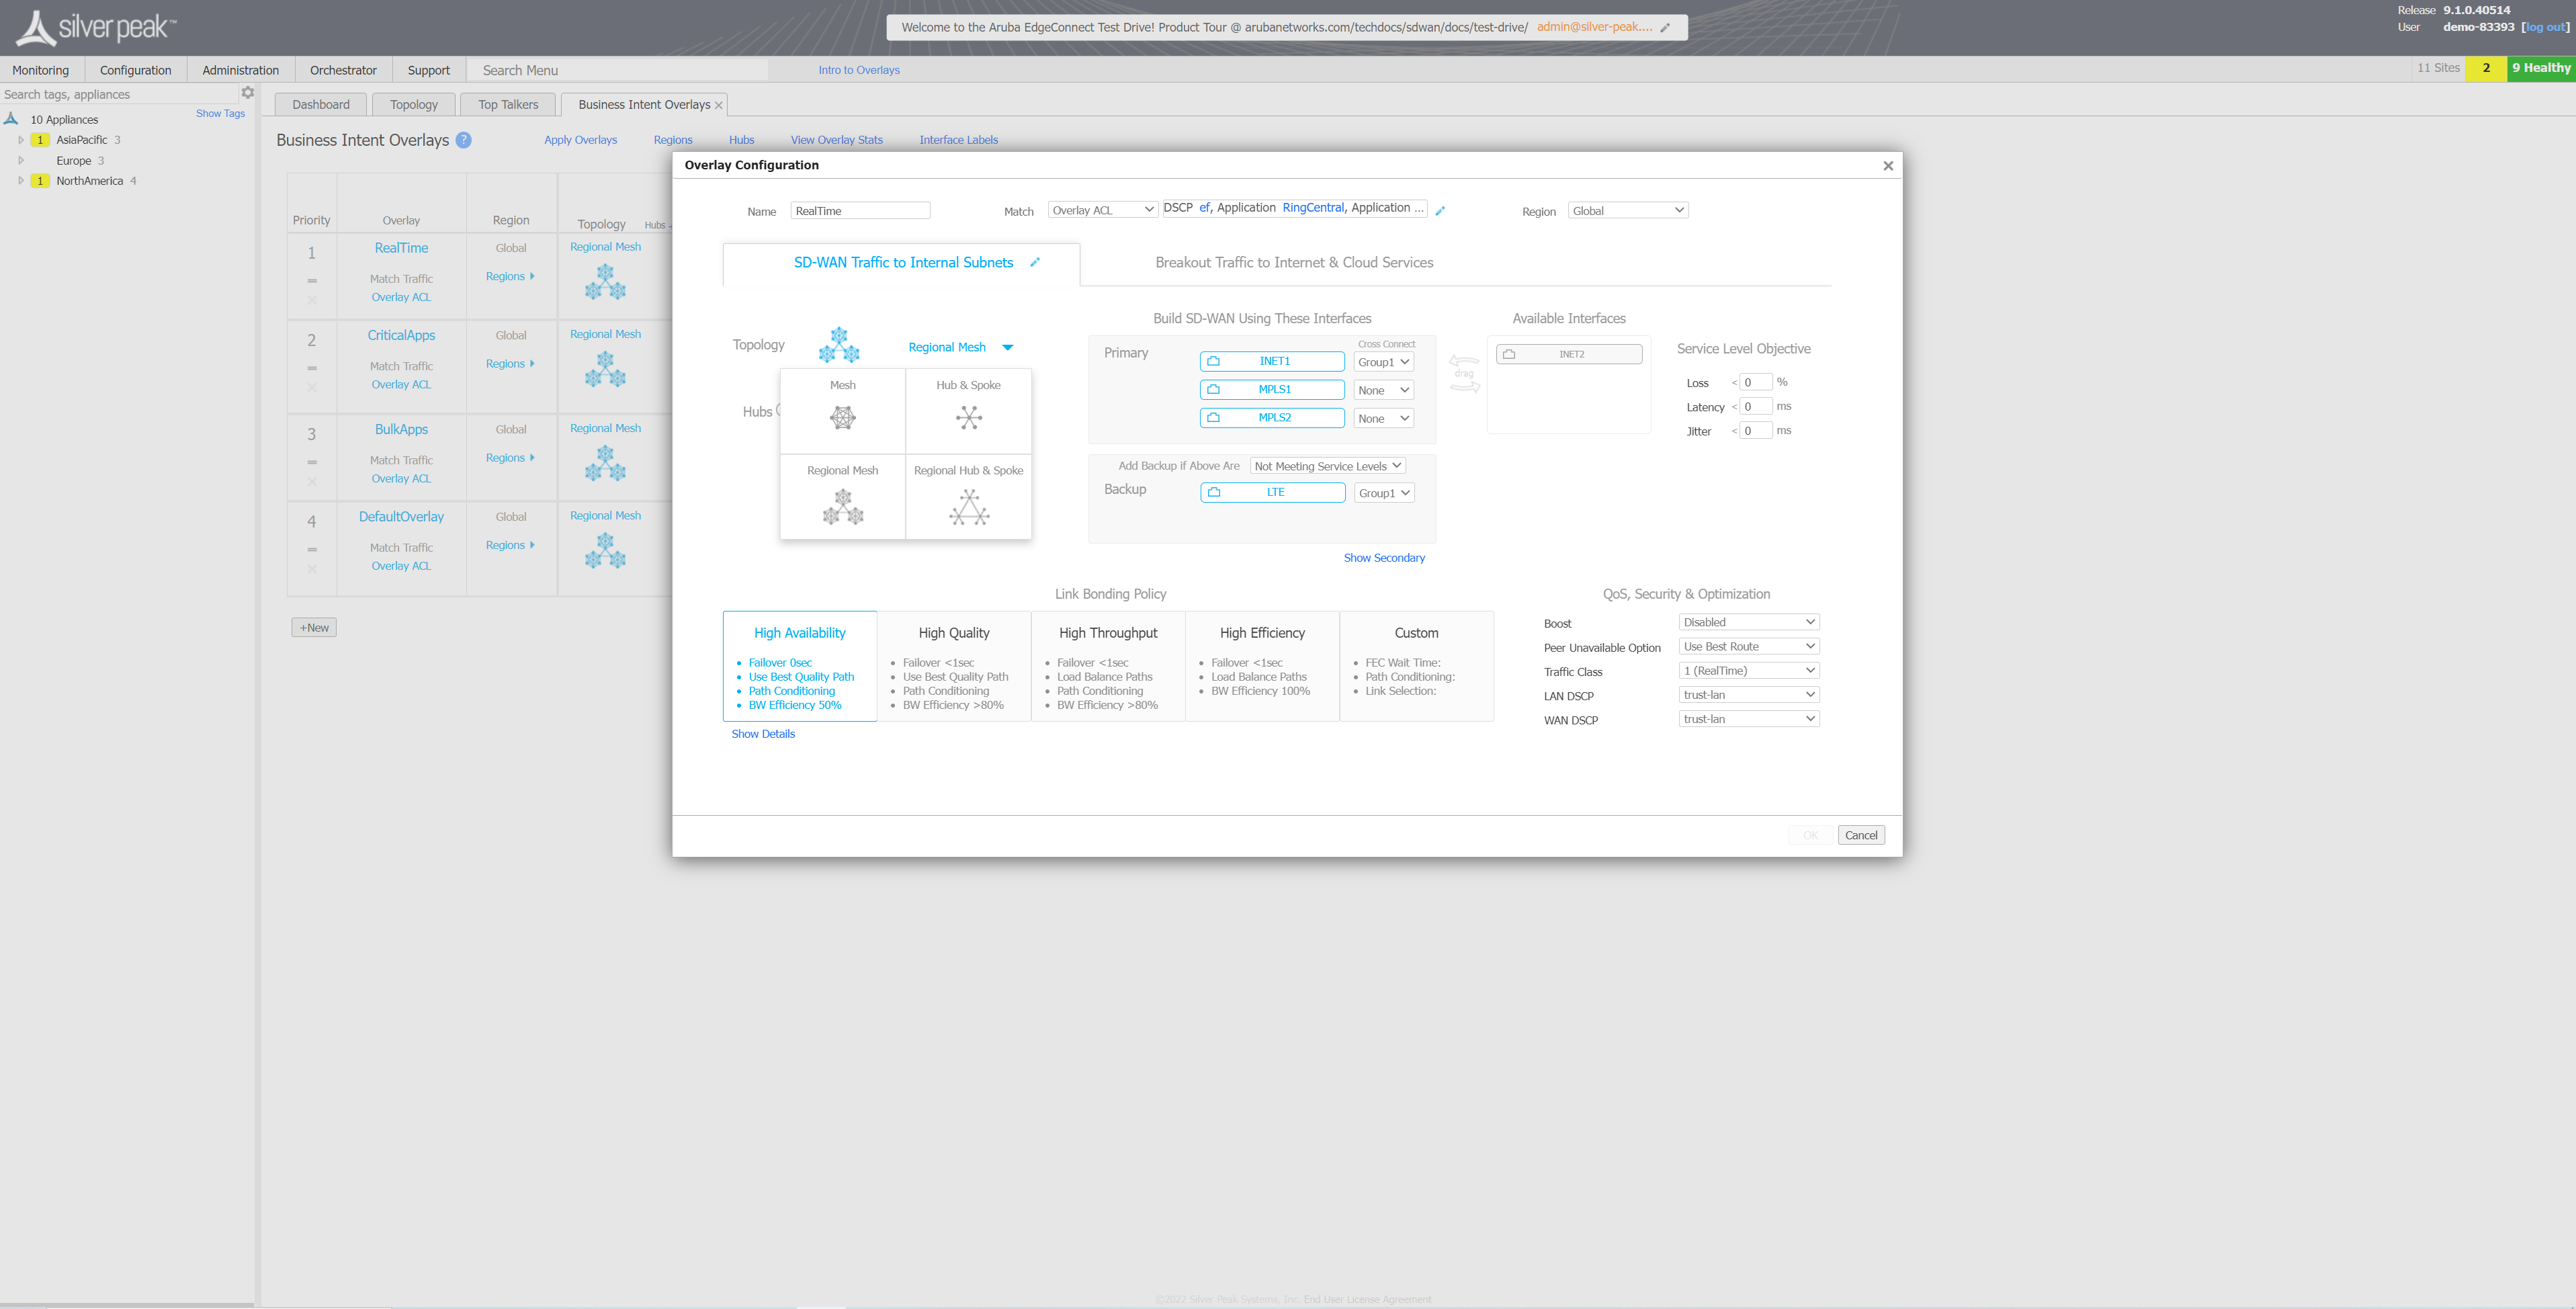 silver peak™
Welcome to the Aruba EdgeConnect Test Drive! Product Tour @ arubanetworks.com/techdocs/sdwan/docs/test-drive/ admin@silver-peak....
Release 9.1.0.40514
User demo-83393 [log out]
Monitoring Configuration Administration Orchestrator Support Search Menu Intro to Overlays 11 Sites 2 9 Healthy
Search tags, appliances
Show Tags
10 Appliances
1 AsiaPacific 3
Europe 3
1 NorthAmerica 4
Dashboard Topology Top Talkers Business Intent Overlays
Business Intent Overlays ? Apply Overlays Regions Hubs View Overlay Stats Interface Labels
Priority Overlay Region Topology Hubs
1 RealTime Global Regional Mesh
Match Traffic Regions
Overlay ACL
2 CriticalApps Global Regional Mesh
Match Traffic Regions
Overlay ACL
3 BulkApps Global Regional Mesh
Match Traffic Regions
Overlay ACL
4 DefaultOverlay Global Regional Mesh
Match Traffic Regions
Overlay ACL
+New
Overlay Configuration
Name RealTime Match Overlay ACL DSCP ef, Application RingCentral, Application ... Region Global
SD-WAN Traffic to Internal Subnets Breakout Traffic to Internet & Cloud Services
Topology Regional Mesh
Mesh Hub & Spoke
Hubs
Regional Mesh Regional Hub & Spoke
Build SD-WAN Using These Interfaces
Cross Connect
Primary INET1 Group1
MPLS1 None
MPLS2 None
drag
Add Backup if Above Are Not Meeting Service Levels
Backup LTE Group1
Show Secondary
Available Interfaces
INET2
Service Level Objective
Loss < 0 %
Latency < 0 ms
Jitter < 0 ms
Link Bonding Policy
High Availability
Failover 0sec
Use Best Quality Path
Path Conditioning
BW Efficiency 50%
High Quality
Failover <1sec
Use Best Quality Path
Path Conditioning
BW Efficiency >80%
High Throughput
Failover <1sec
Load Balance Paths
Path Conditioning
BW Efficiency >80%
High Efficiency
Failover <1sec
Load Balance Paths
BW Efficiency 100%
Custom
FEC Wait Time:
Path Conditioning:
Link Selection:
Show Details
QoS, Security & Optimization
Boost Disabled
Peer Unavailable Option Use Best Route
Traffic Class 1 (RealTime)
LAN DSCP trust-lan
WAN DSCP trust-lan
OK Cancel
©2022 Silver Peak Systems, Inc. End User License Agreement